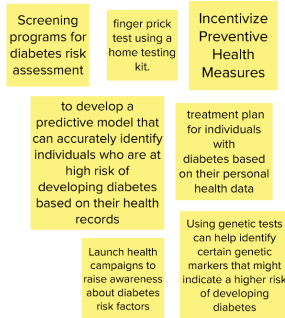 Screening
programs for
diabetes risk
assessment
finger prick
test using a
home testing
kit.
Incentivize
Preventive
Health
Measures
to develop a
predictive model that
can accurately identify
individuals who are at
high risk of
developing diabetes
based on their health
records
treatment plan
for individuals
with
diabetes based
on their personal
health data
Launch health
campaigns to
raise awareness
about diabetes
risk factors
Using genetic tests
can help identify
certain genetic
markers that might
indicate a higher risk
of developing
diabetes